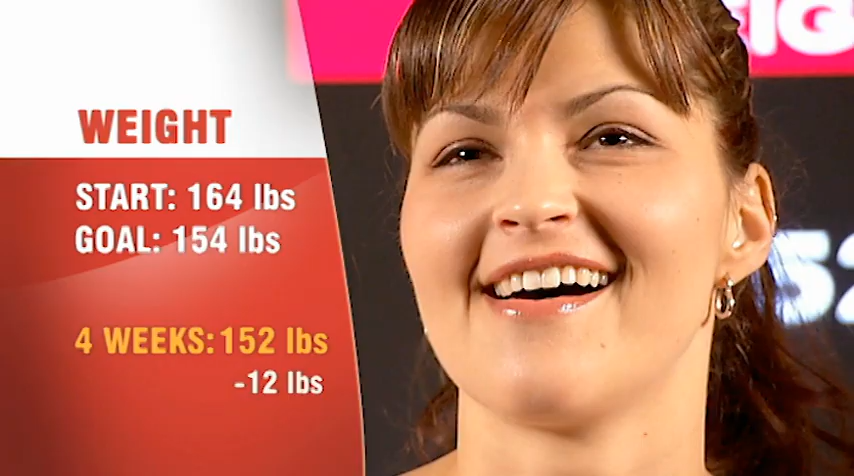 WEIGHT
START: 164 lbs
GOAL: 154 lbs
4 WEEKS: 152 lbs
-12 lbs